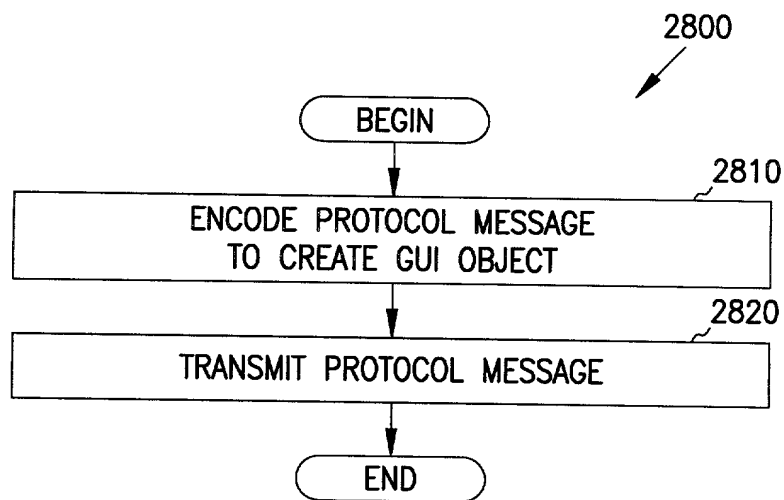 2800
BEGIN
2810
ENCODE PROTOCOL MESSAGE
TO CREATE GUI OBJECT
2820
TRANSMIT PROTOCOL MESSAGE
END